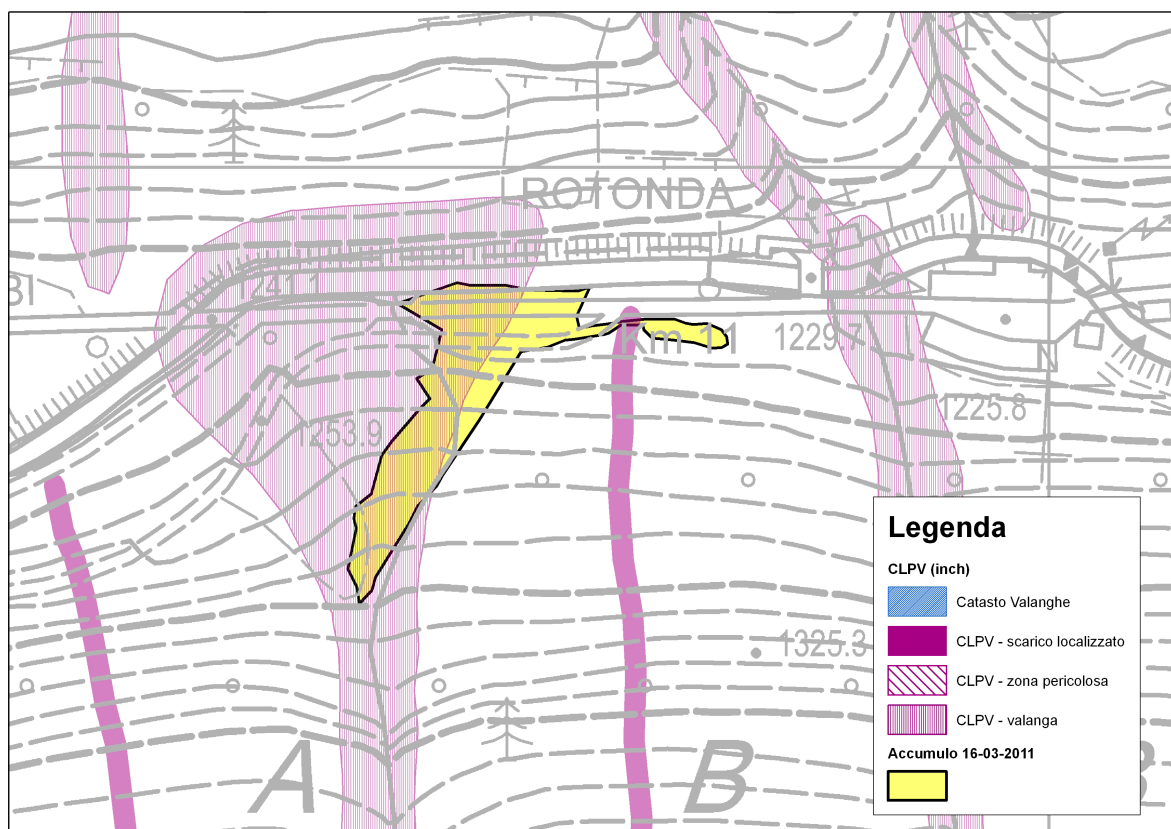 ROTONDA
BI
1241.1
Km 11
1229.7
1225.8
1253.9
1325.3
A
B
B
Legenda
CLPV (inch)
Catasto Valanghe
CLPV - scarico localizzato
CLPV - zona pericolosa
CLPV - valanga
Accumulo 16-03-2011